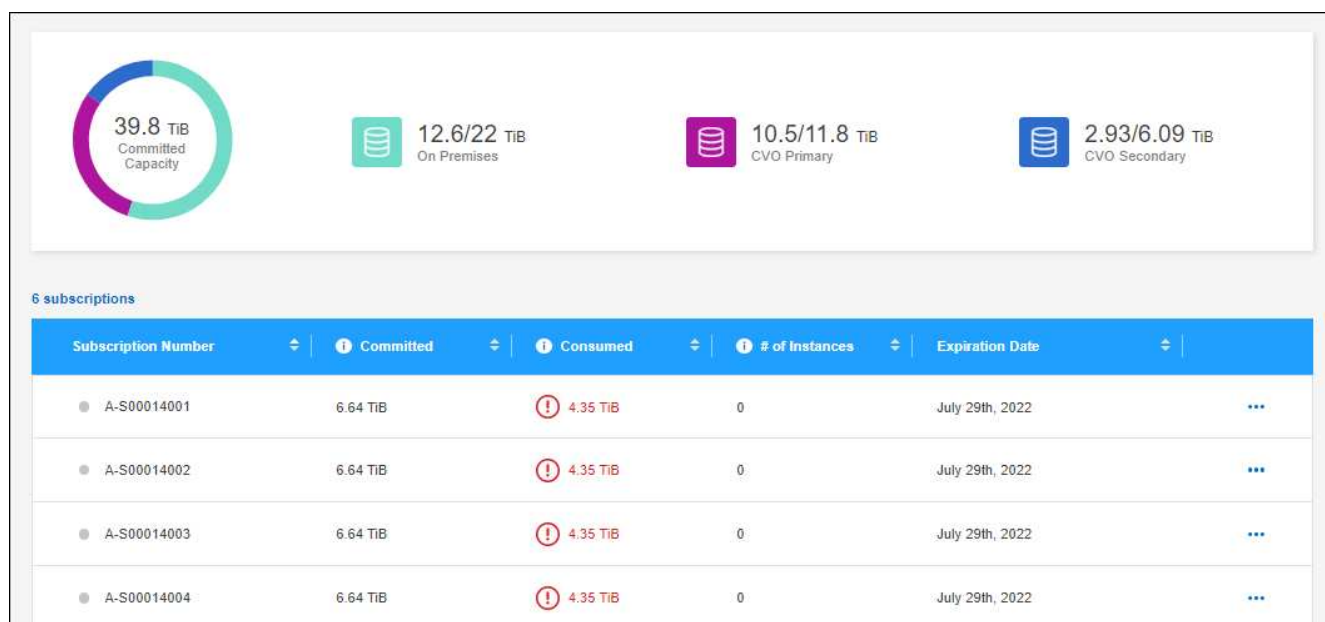 39.8 TiB
Committed
Capacity
12.6/22 TiB
On Premises
10.5/11.8 TiB
CVO Primary
2.93/6.09 TiB
CVO Secondary
6 subscriptions
Subscription Number Committed Consumed # of Instances Expiration Date
A-S00014001 6.64 TiB 4.35 TiB 0 July 29th, 2022
A-S00014002 6.64 TiB 4.35 TiB 0 July 29th, 2022
A-S00014003 6.64 TiB 4.35 TiB 0 July 29th, 2022
A-S00014004 6.64 TiB 4.35 TiB 0 July 29th, 2022